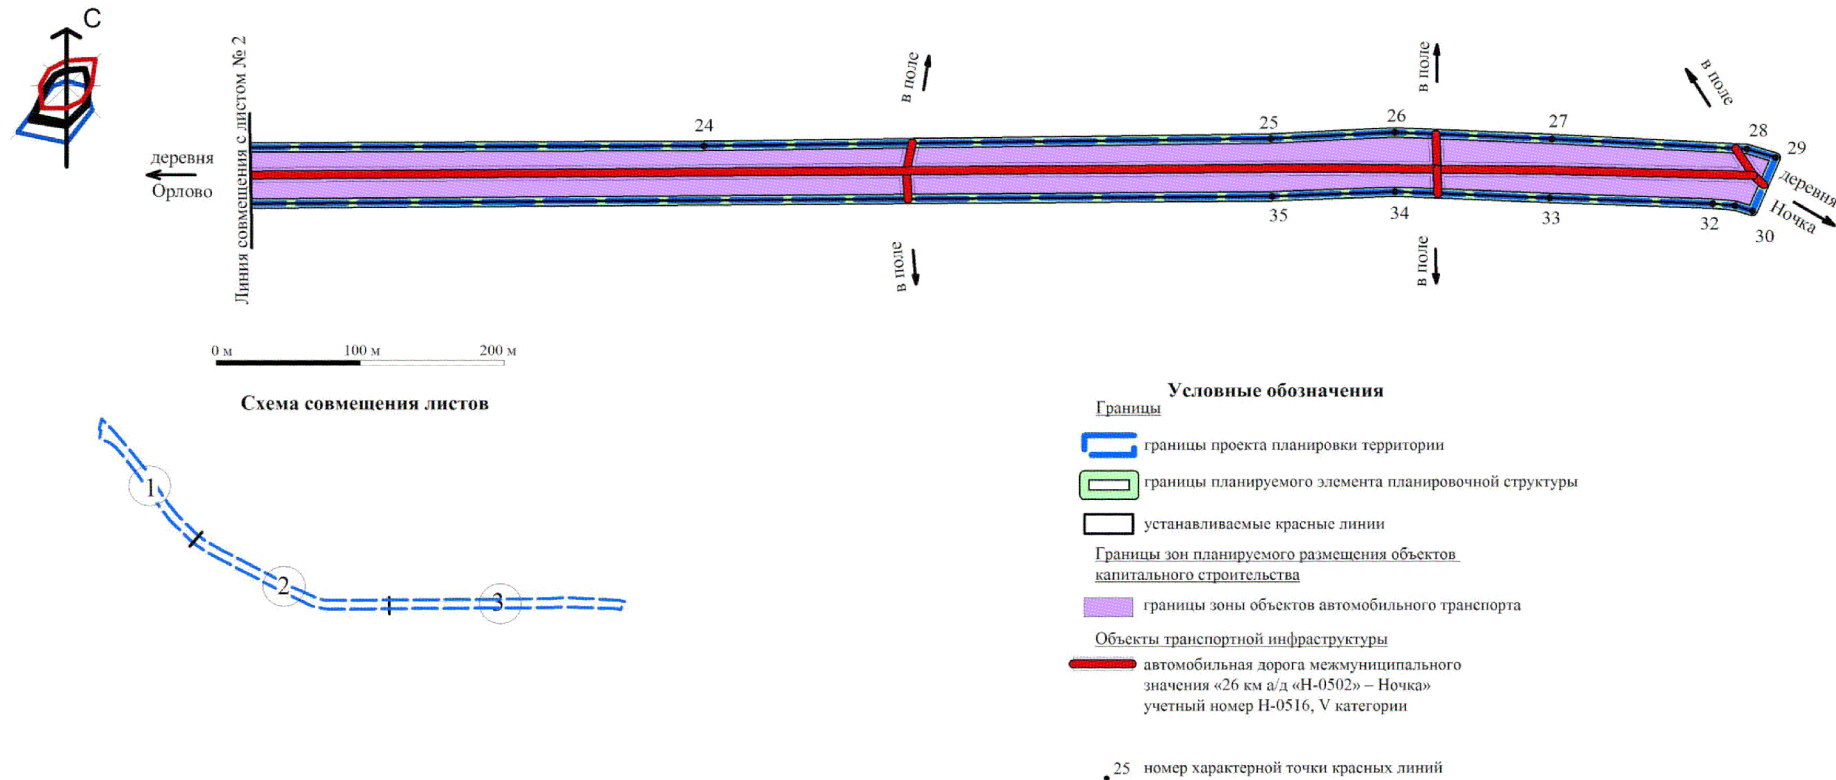 С
Линия совмещения с листом № 2
деревня
Орлово
24
в поле
в поле
25
26
в поле
в поле
27
в поле
28
29
деревня
Ночка
35
34
33
32
30
0 м 100 м 200 м
Схема совмещения листов
1
2
3
Условные обозначения
Границы
границы проекта планировки территории
границы планируемого элемента планировочной структуры
устанавливаемые красные линии
Границы зон планируемого размещения объектов
капитального строительства
границы зоны объектов автомобильного транспорта
Объекты транспортной инфраструктуры
автомобильная дорога межмуниципального
значения «26 км а/д «Н-0502» – Ночка»
учетный номер Н-0516, V категории
25 номер характерной точки красных линий